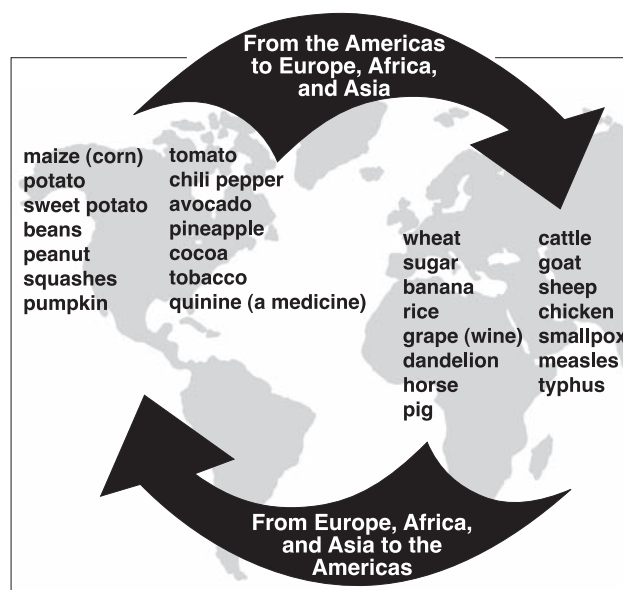 From the Americas
to Europe, Africa,
and Asia
maize (corn)
potato
sweet potato
beans
peanut
squashes
pumpkin
tomato
chili pepper
avocado
pineapple
cocoa
tobacco
quinine (a medicine)
wheat
sugar
banana
rice
grape (wine)
dandelion
horse
pig
cattle
goat
sheep
chicken
smallpox
measles
typhus
From Europe, Africa,
and Asia to the
Americas